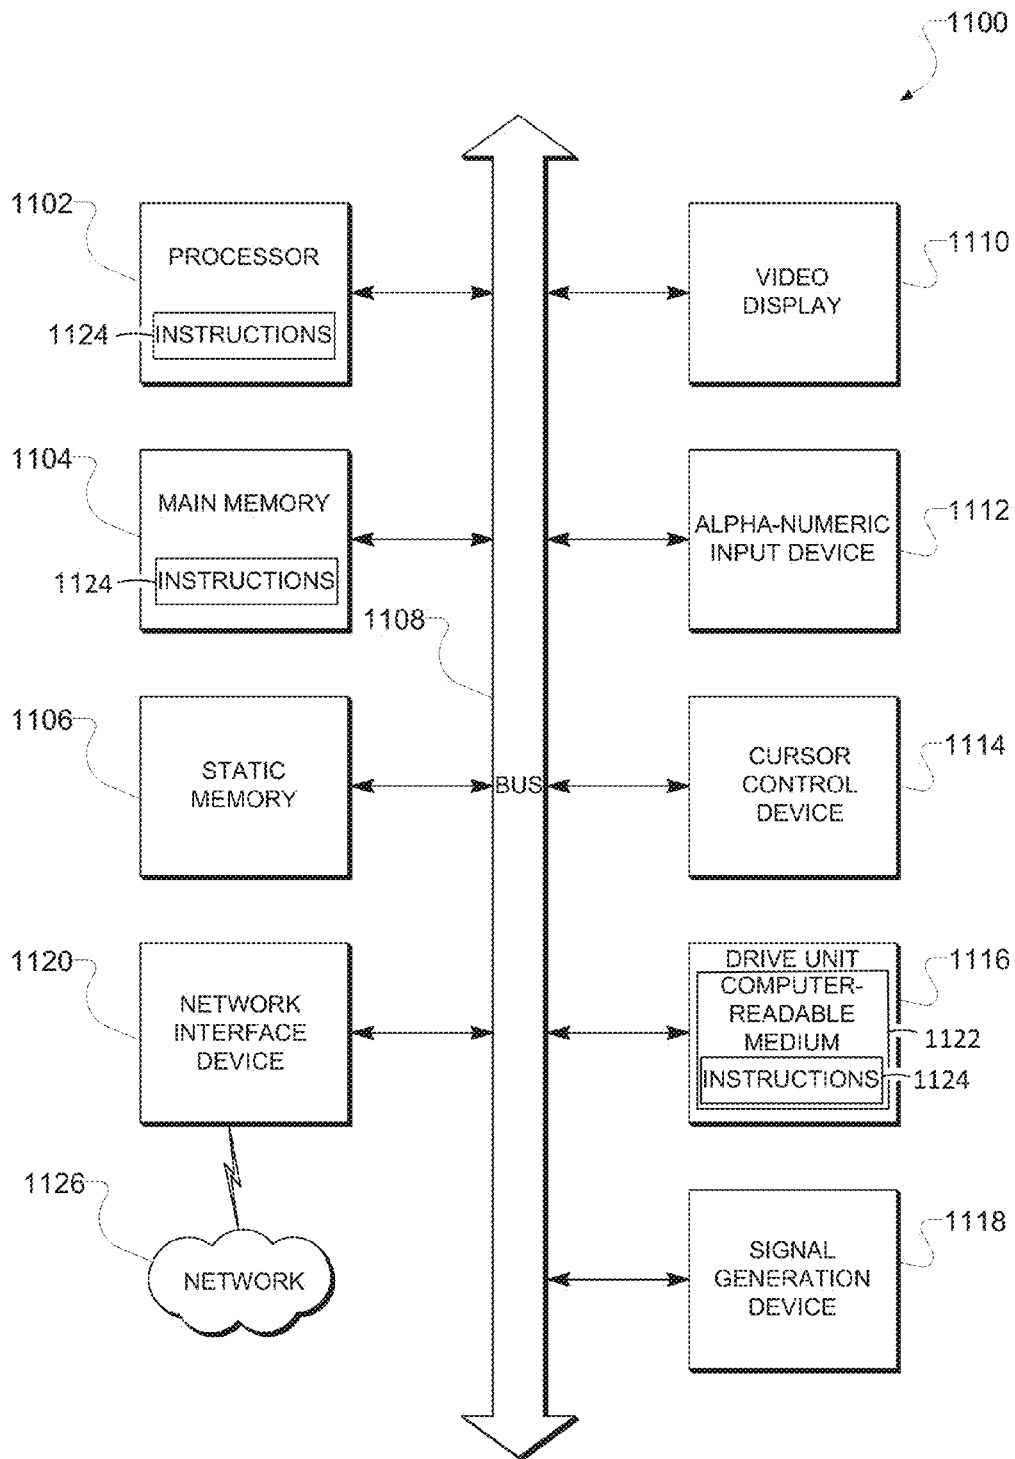 1100
1102
PROCESSOR
1124
INSTRUCTIONS
1110
VIDEO
DISPLAY
1104
MAIN MEMORY
1124
INSTRUCTIONS
1112
ALPHA-NUMERIC
INPUT DEVICE
1108
1106
STATIC
MEMORY
BUS
1114
CURSOR
CONTROL
DEVICE
1120
NETWORK
INTERFACE
DEVICE
1116
DRIVE UNIT
COMPUTER-
READABLE
MEDIUM
1122
INSTRUCTIONS
1124
1126
NETWORK
1118
SIGNAL
GENERATION
DEVICE